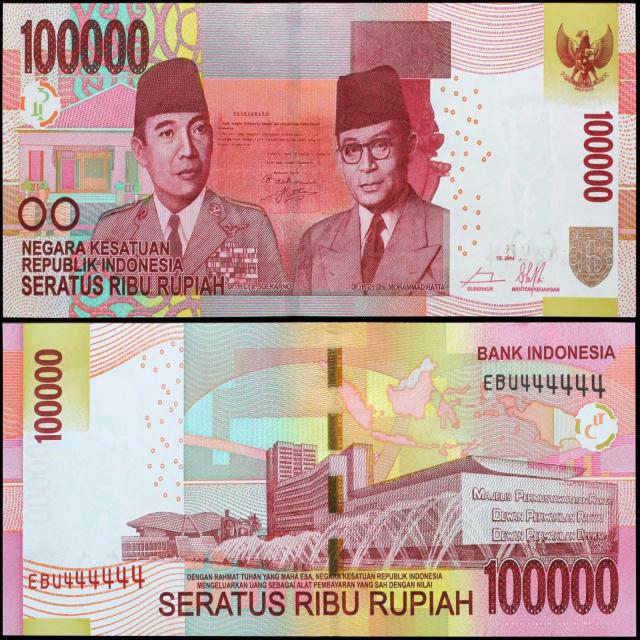 100000
PROKLAMASI
100000
NEGARA KESATUAN
REPUBLIK INDONESIA
SERATUS RIBU RUPIAH
Dr. (H.C.) Ir. SOEKARNO
Dr. (H.C.) Drs. MOHAMMAD HATTA
TE. 2014
GUBERNUR
MENTERI KEUANGAN
BANK INDONESIA
EBU444444
100000
MAJELIS PERMUSYAWARATAN RAKYAT
DEWAN PERWAKILAN RAKYAT
DEWAN PERWAKILAN DAERAH
EBU444444
DENGAN RAHMAT TUHAN YANG MAHA ESA, NEGARA KESATUAN REPUBLIK INDONESIA
MENGELUARKAN UANG SEBAGAI ALAT PEMBAYARAN YANG SAH DENGAN NILAI
SERATUS RIBU RUPIAH
100000